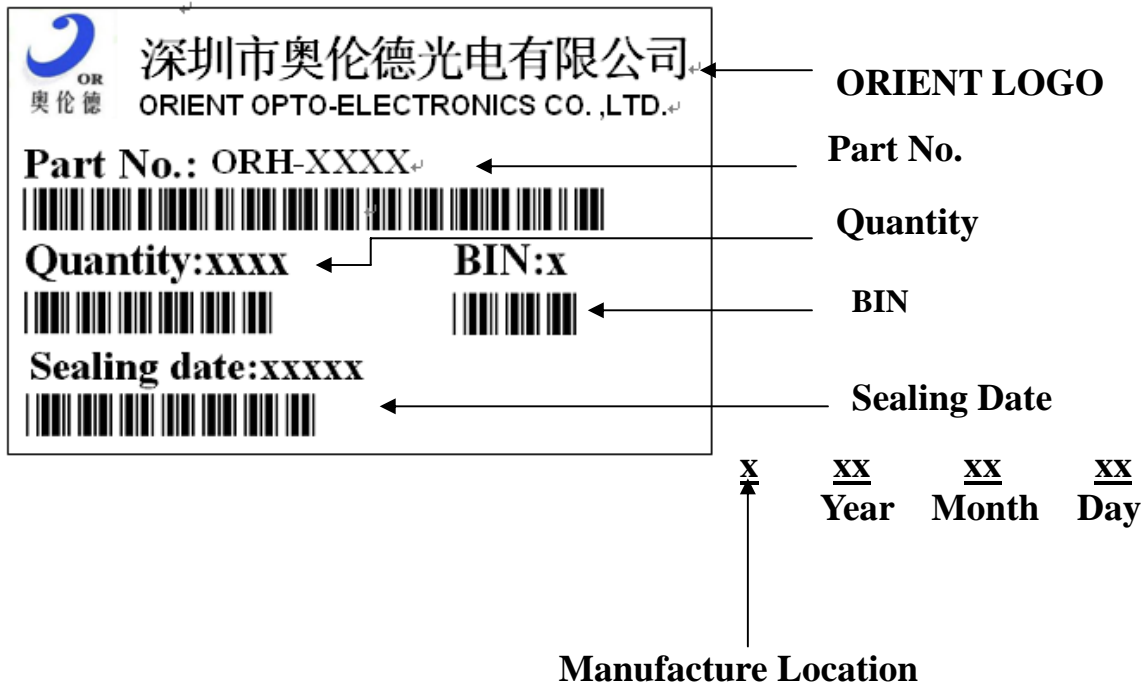 深圳市奥伦德光电有限公司
OR
奥伦德
ORIENT OPTO-ELECTRONICS CO. ,LTD.
ORIENT LOGO
Part No.: ORH-XXXX
Part No.
Quantity
Quantity:xxxx BIN:x
BIN
Sealing date:xxxxx
Sealing Date
x xx xx xx
Year Month Day
Manufacture Location